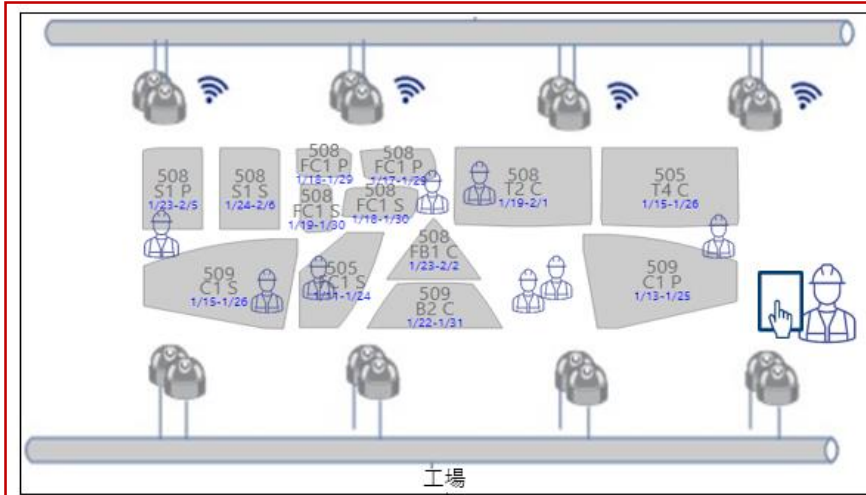 508
S1 P
1/23-2/5
508
S1 S
1/24-2/6
508
FC1 P
1/18-1/29
508
FC1 P
508
FC1 S
1/19-1/30
508
FC1 S
1/18-1/30
508
T2 C
1/19-2/1
505
T4 C
1/15-1/26
509
C1 S
1/15-1/26
505
508
FB1 C
1/23-2/2
509
B2 C
1/22-1/31
509
C1 P
1/13-1/25
工場